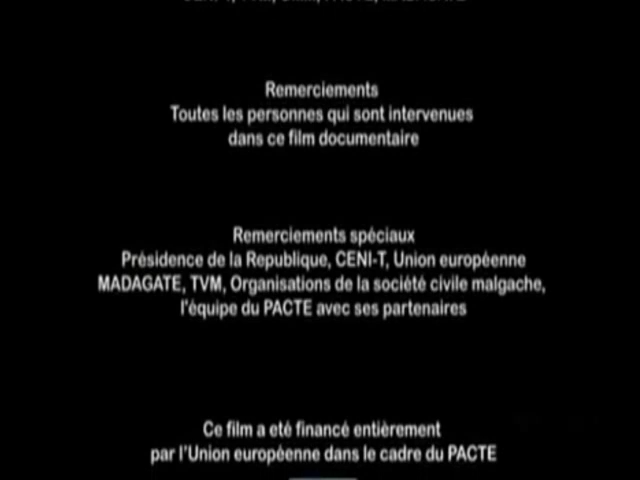 Remerciements
Toutes les personnes qui sont intervenues
dans ce film documentaire
Remerciements spéciaux
Présidence de la Republique, CENI-T, Union européenne
MADAGATE, TVM, Organisations de la société civile malgache,
l'équipe du PACTE avec ses partenaires
Ce film a eté financé entièrement
par l'Union européenne dans le cadre du PACTE